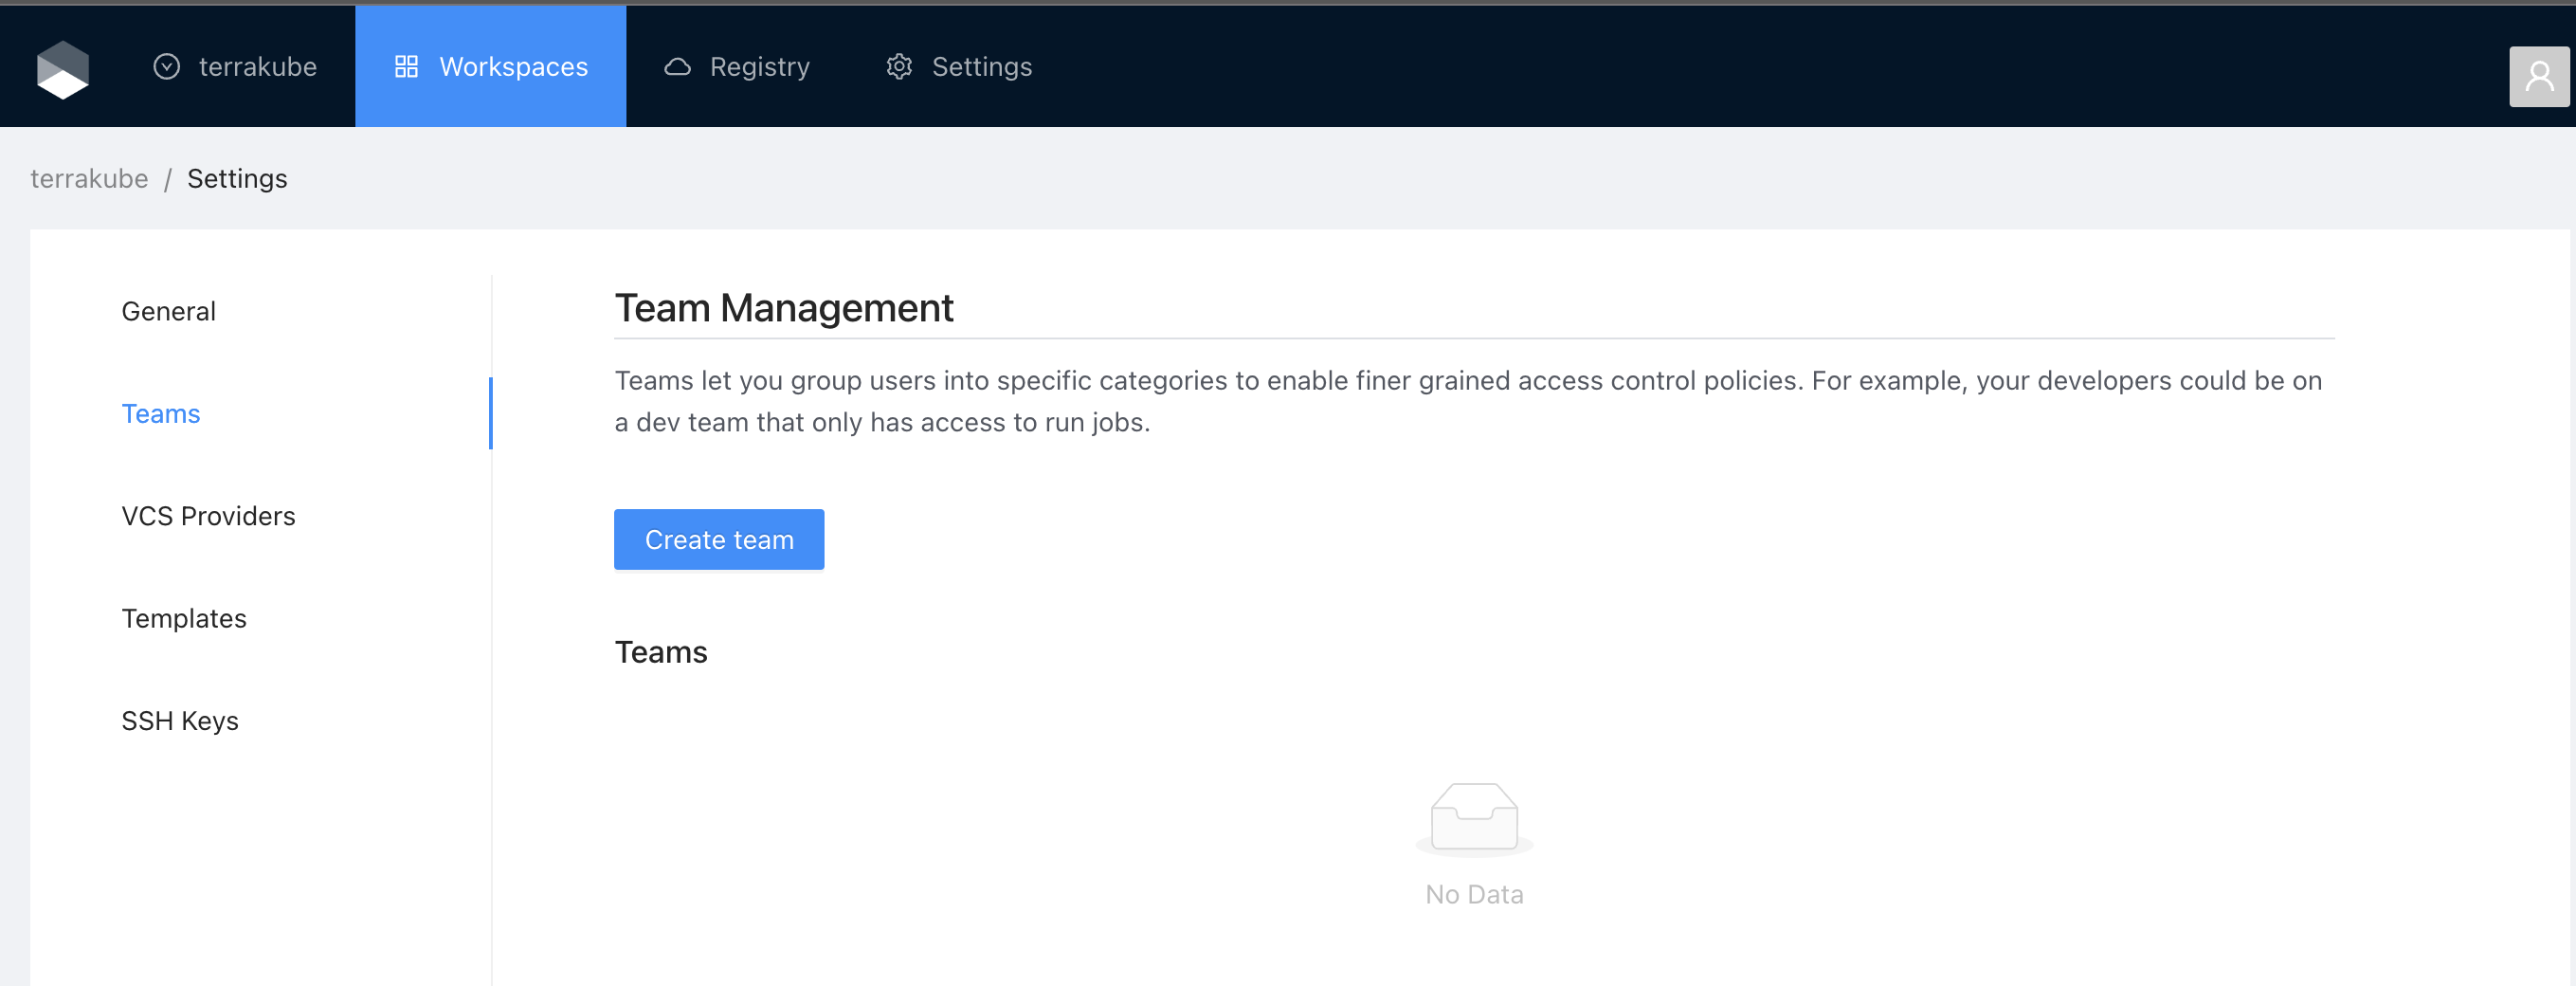 terrakube Workspaces Registry Settings
terrakube / Settings
General
Teams
VCS Providers
Templates
SSH Keys
Team Management
Teams let you group users into specific categories to enable finer grained access control policies. For example, your developers could be on
a dev team that only has access to run jobs.
Create team
Teams
No Data